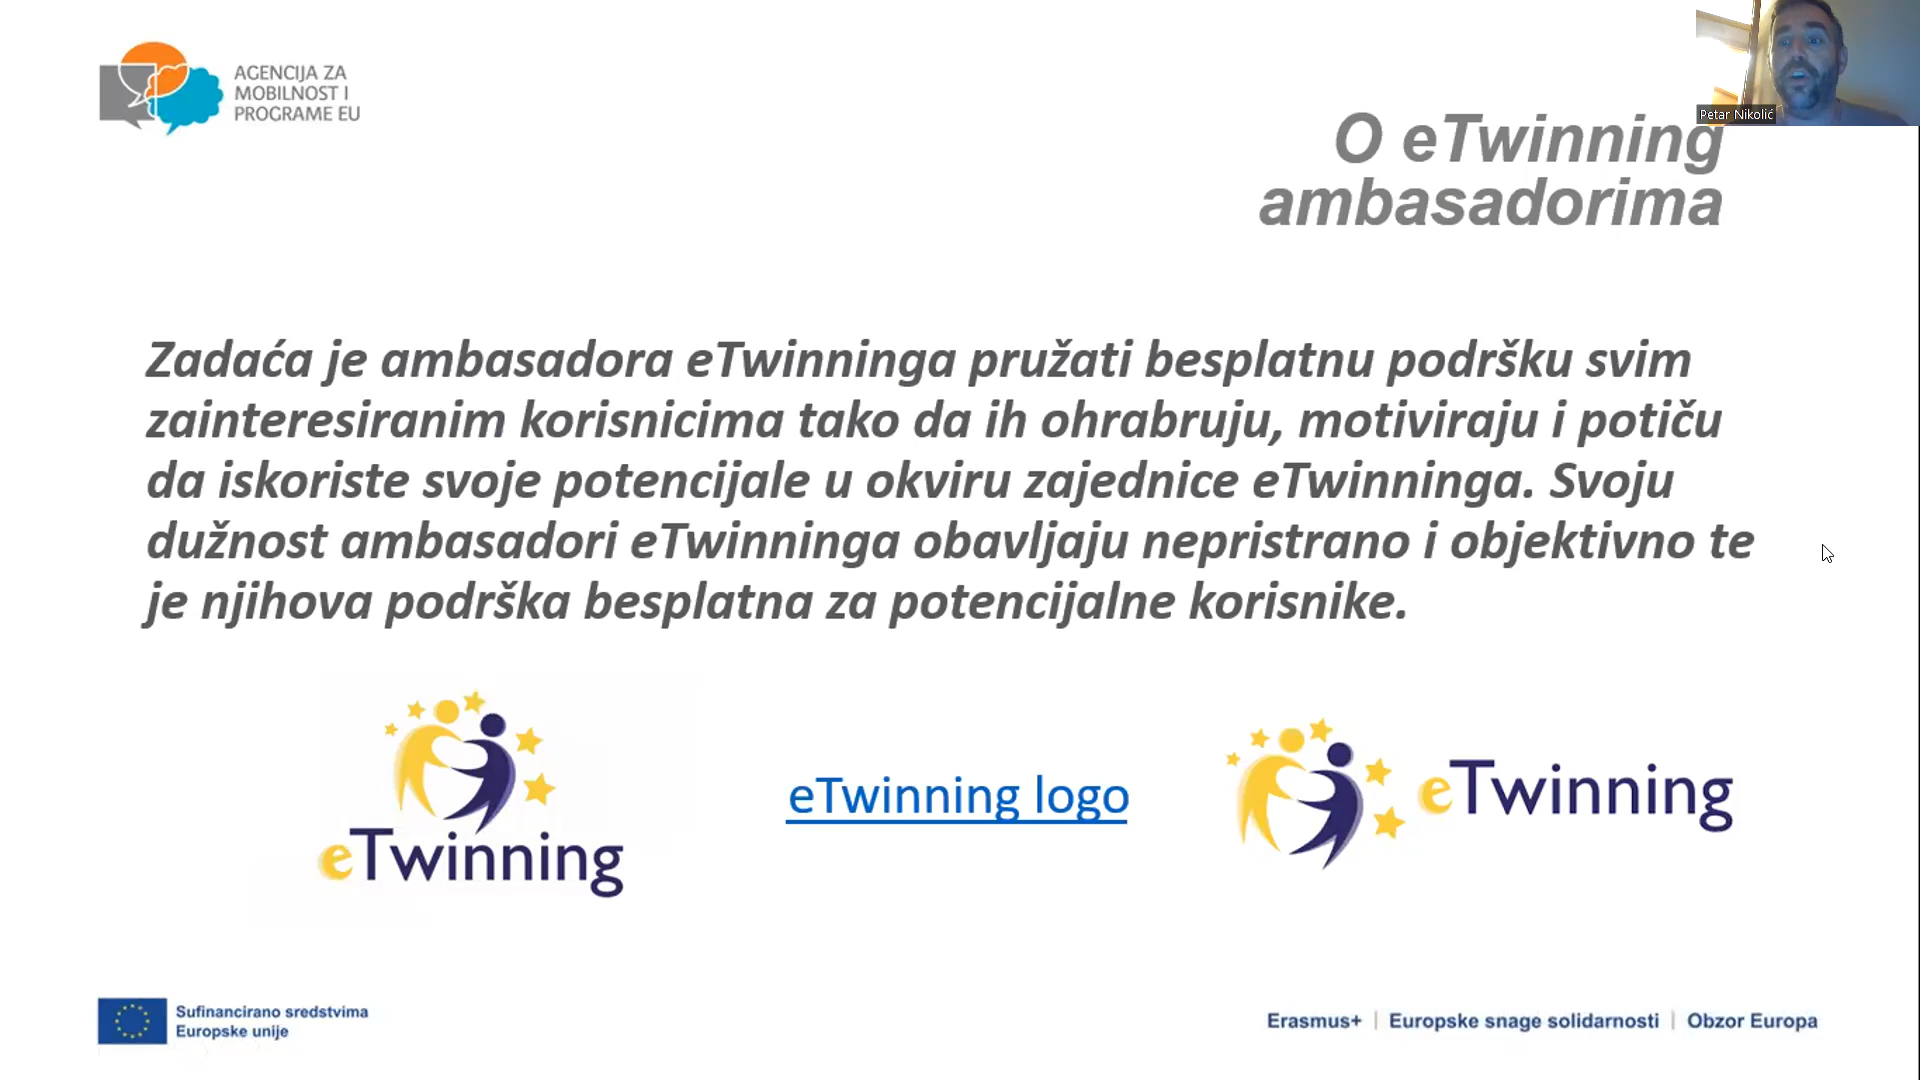 AGENCIJA ZA
MOBILNOST I
PROGRAME EU
Petar Nikolić
O eTwinning
ambasadorima
Zadaća je ambasadora eTwinninga pružati besplatnu podršku svim
zainteresiranim korisnicima tako da ih ohrabruju, motiviraju i potiču
da iskoriste svoje potencijale u okviru zajednice eTwinninga. Svoju
dužnost ambasadori eTwinninga obavljaju nepristrano i objektivno te
je njihova podrška besplatna za potencijalne korisnike.
eTwinning
eTwinning logo
eTwinning
Sufinancirano sredstvima
Europske unije
Erasmus+ | Europske snage solidarnosti | Obzor Europa